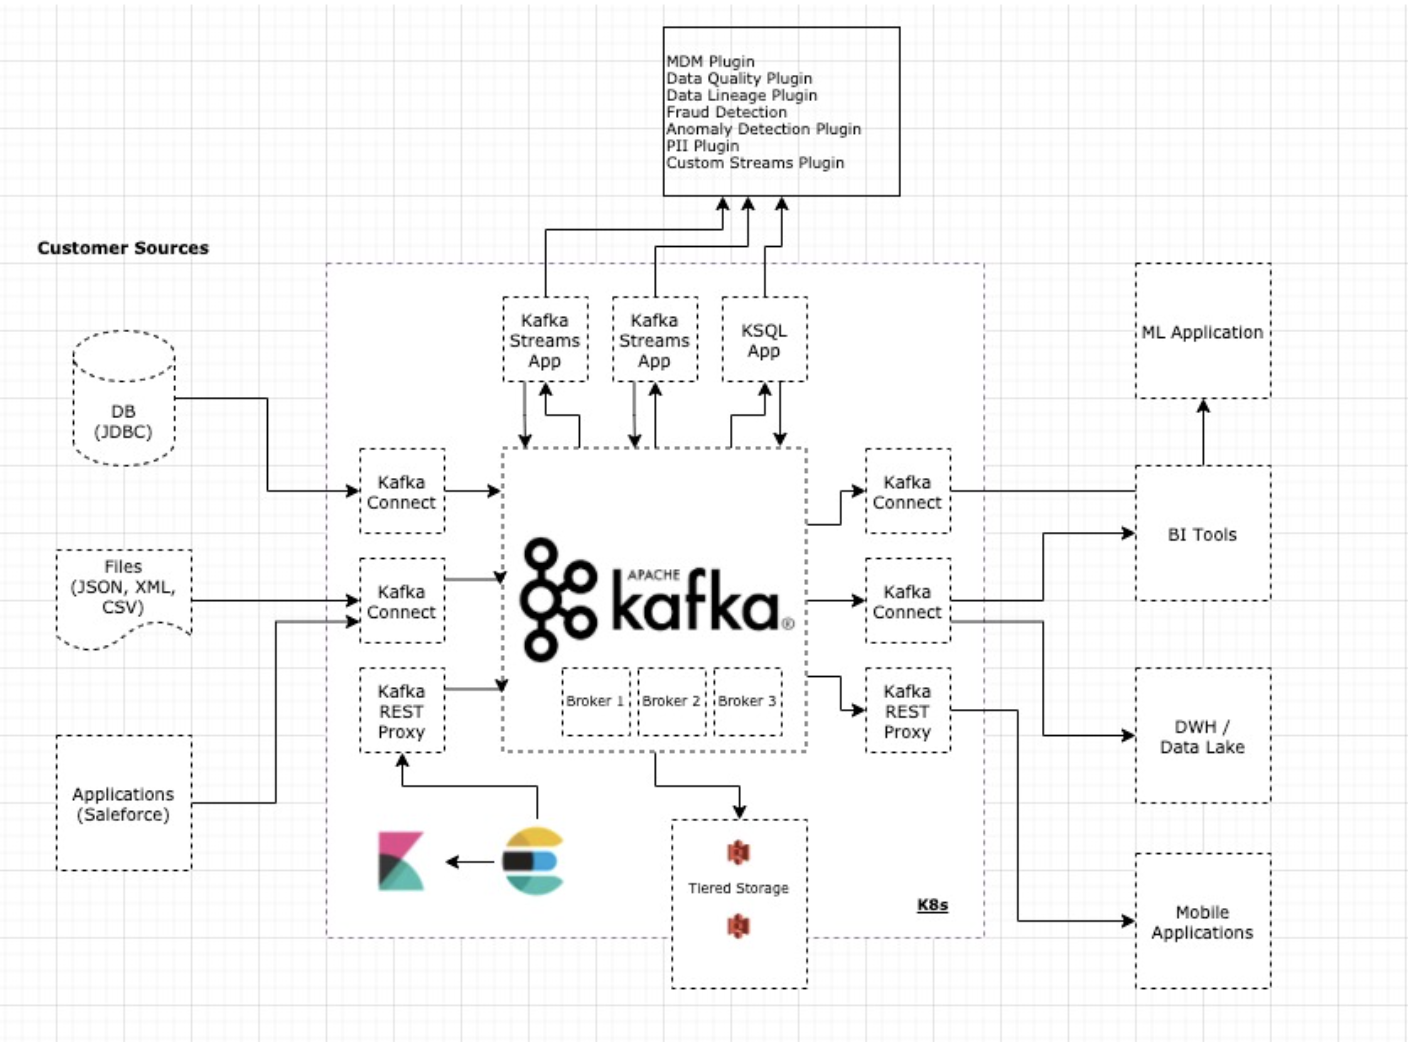 MDM Plugin
Data Quality Plugin
Data Lineage Plugin
Fraud Detection
Anomaly Detection Plugin
PII Plugin
Custom Streams Plugin
Customer Sources
Kafka
Streams
App
Kafka
Streams
App
KSQL
App
ML Application
DB
(JDBC)
Kafka
Connect
Kafka
Connect
BI Tools
Files
(JSON, XML,
CSV)
Kafka
Connect
APACHE
kafka®
Kafka
Connect
Kafka
REST
Proxy
Broker 1
Broker 2
Broker 3
Kafka
REST
Proxy
DWH /
Data Lake
Applications
(Saleforce)
Tiered Storage
K8s
Mobile
Applications